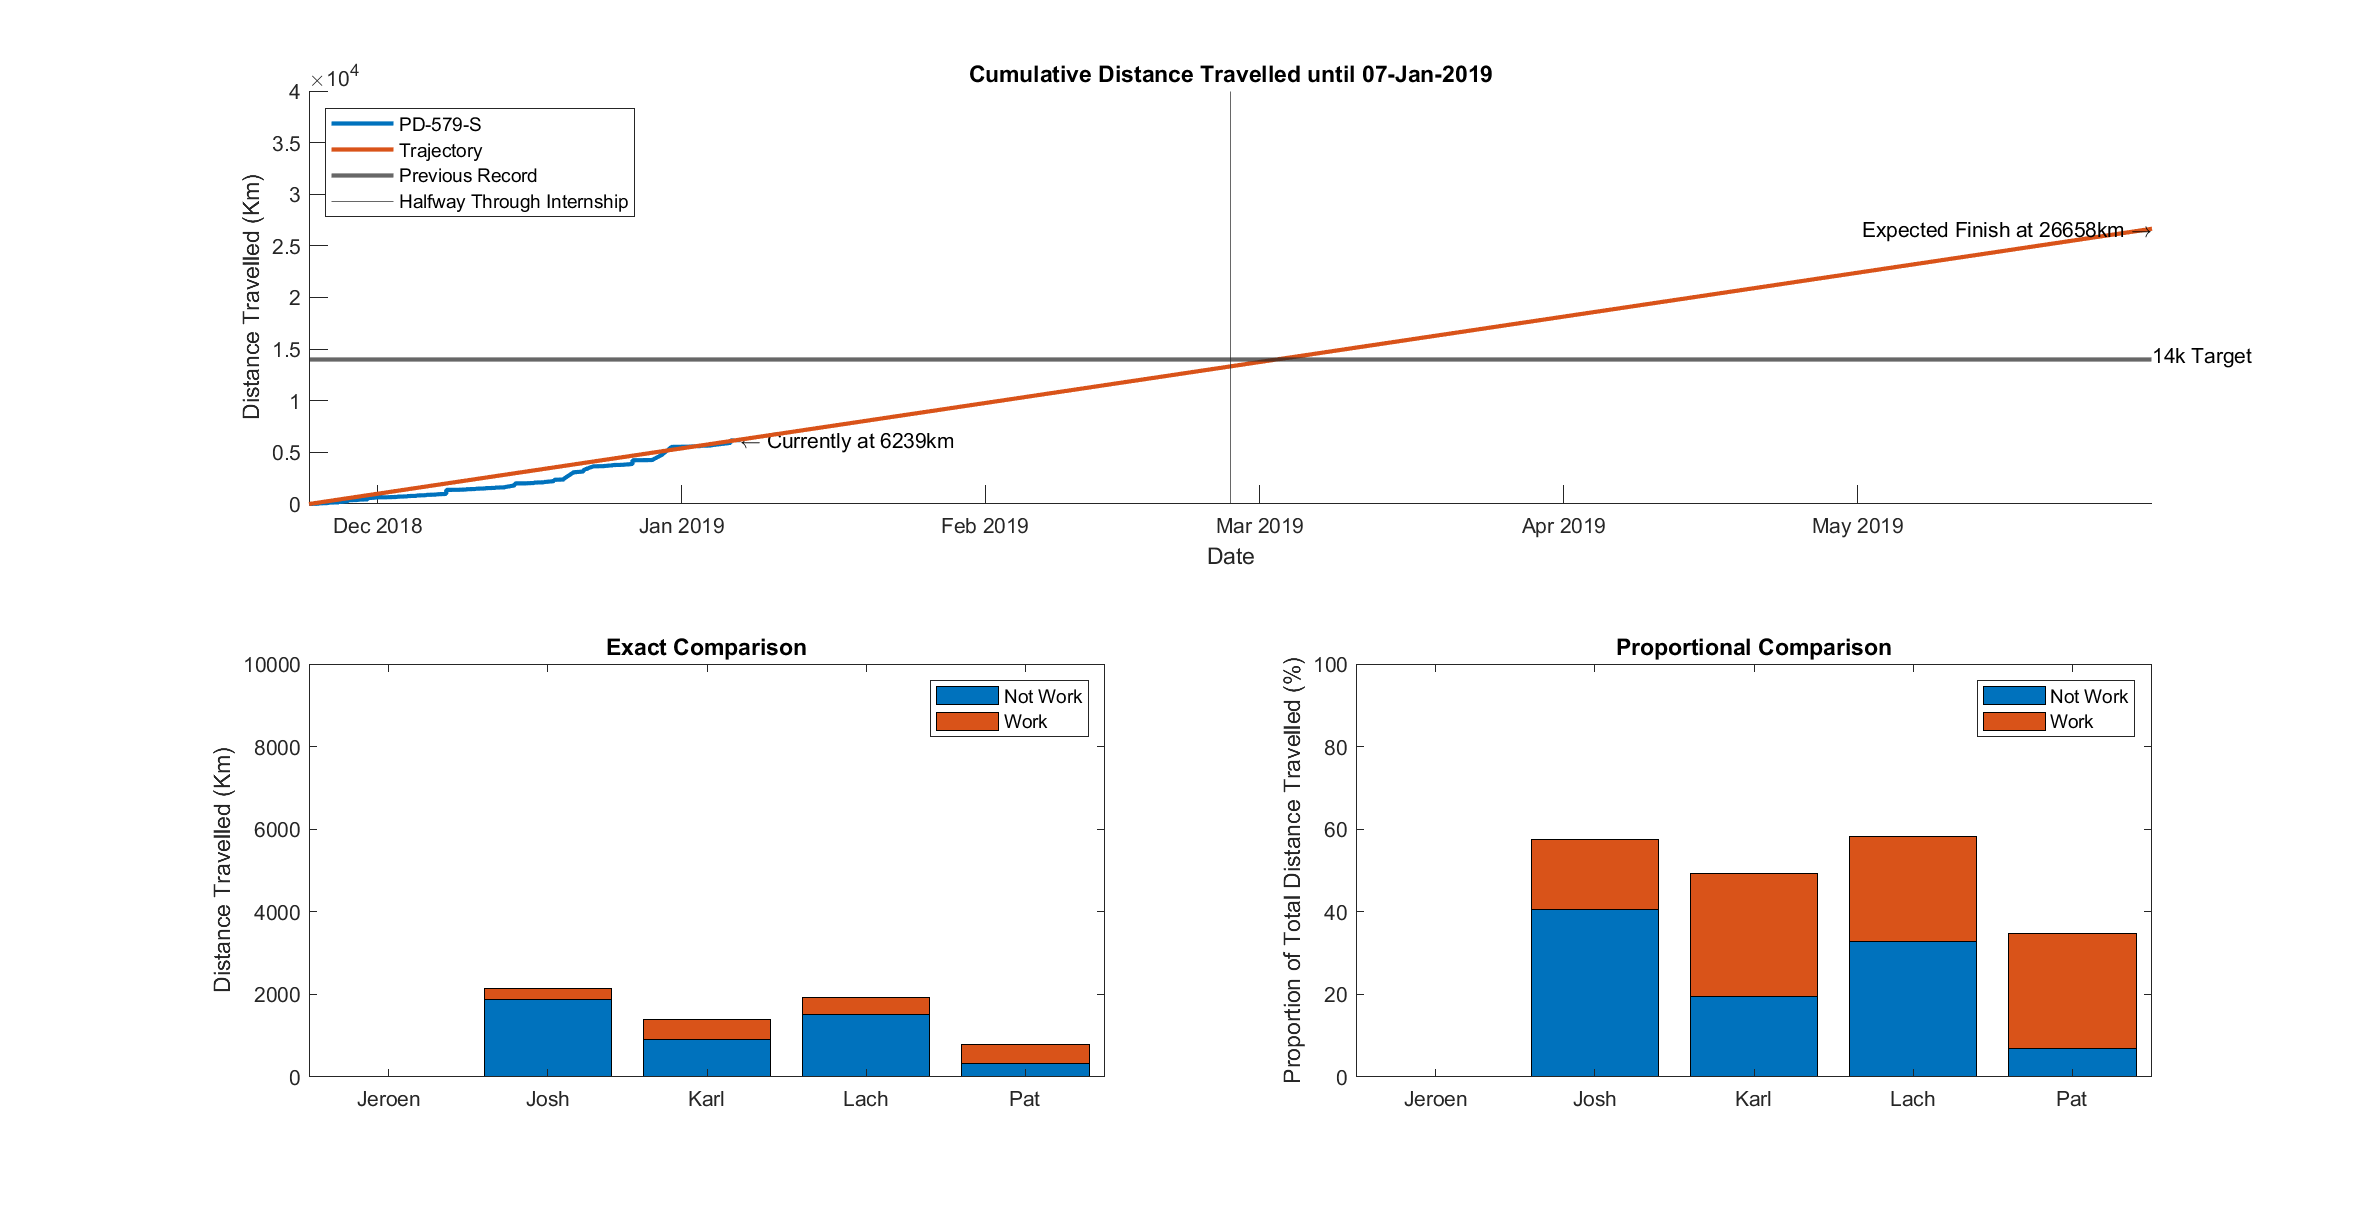 Cumulative Distance Travelled until 07-Jan-2019
×10^4
4
3.5
3
2.5
2
1.5
1
0.5
0
Distance Travelled (Km)
PD-579-S
Trajectory
Previous Record
Halfway Through Internship
Expected Finish at 26658km →
14k Target
← Currently at 6239km
Dec 2018
Jan 2019
Feb 2019
Mar 2019
Apr 2019
May 2019
Date
Exact Comparison
10000
8000
6000
4000
2000
0
Distance Travelled (Km)
Not Work
Work
Jeroen
Josh
Karl
Lach
Pat
Proportional Comparison
100
80
60
40
20
0
Proportion of Total Distance Travelled (%)
Not Work
Work
Jeroen
Josh
Karl
Lach
Pat